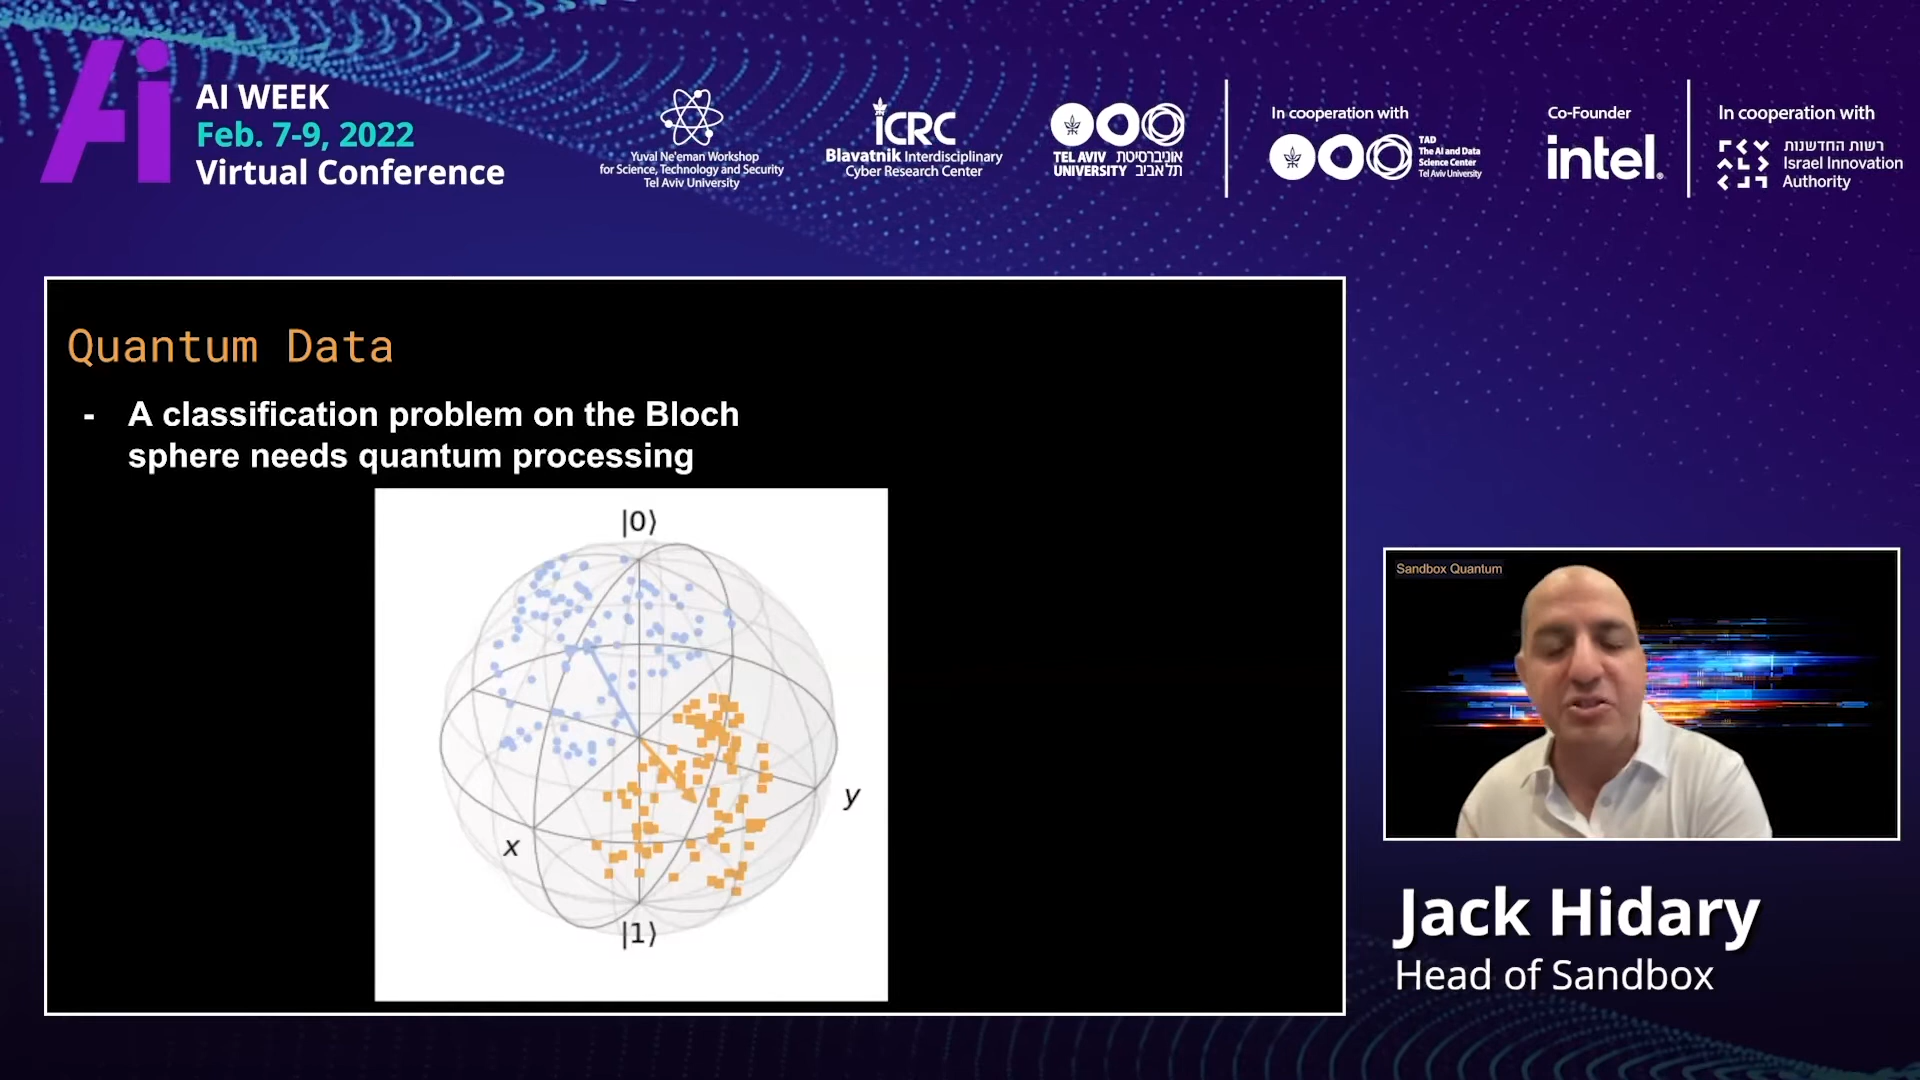 Ai
AI WEEK
Feb. 7-9, 2022
Virtual Conference
Yuval Ne'eman Workshop
for Science, Technology and Security
Tel Aviv University
iCRC
Blavatnik Interdisciplinary
Cyber Research Center
TEL AVIV אוניברסיטת
UNIVERSITY תל אביב
In cooperation with
TAD
The AI and Data
Science Center
Tel Aviv University
Co-Founder
intel®
In cooperation with
רשות החדשנות
Israel Innovation
Authority
Quantum Data
- A classification problem on the Bloch
sphere needs quantum processing
|0⟩
y
x
|1⟩
Sandbox Quantum
Jack Hidary
Head of Sandbox